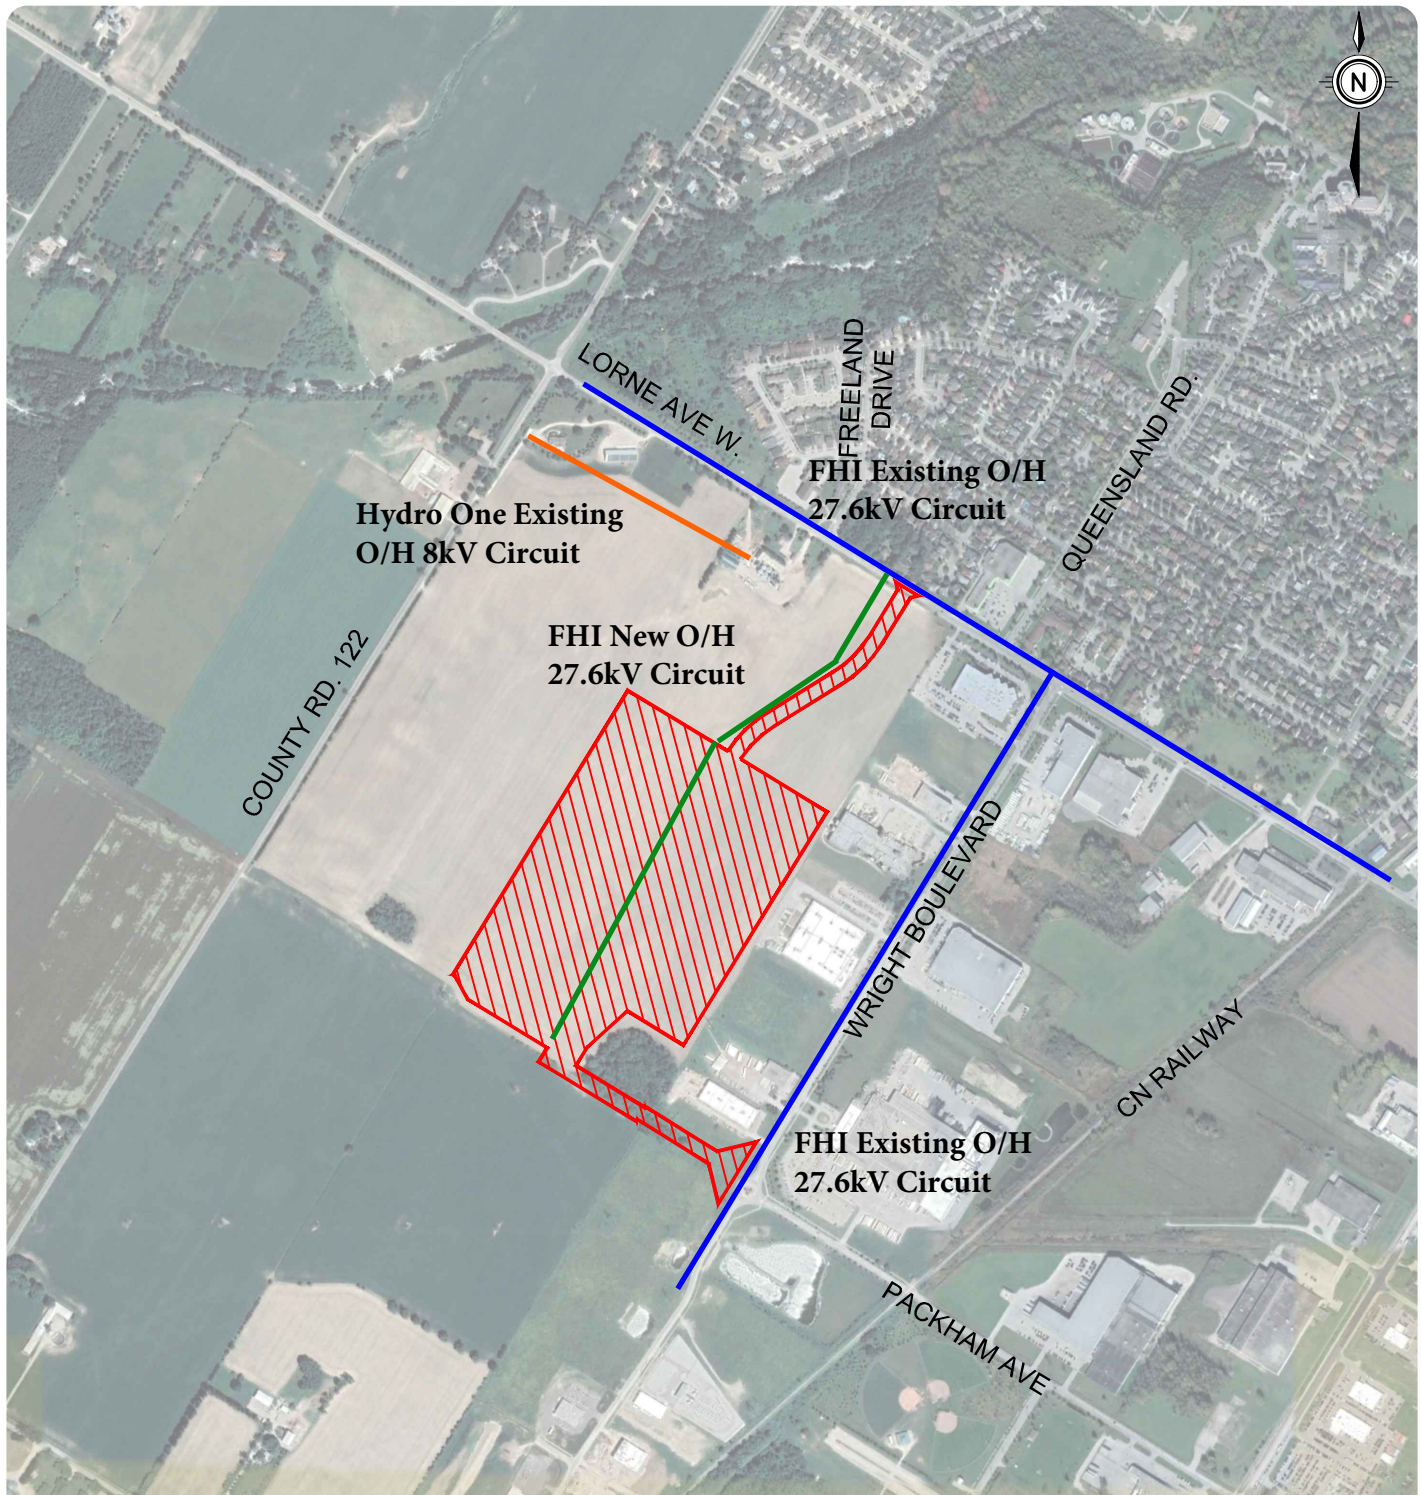 N
LORNE AVE W.
FREELAND
DRIVE
QUEENSLAND RD.
FHI Existing O/H
27.6kV Circuit
Hydro One Existing
O/H 8kV Circuit
FHI New O/H
27.6kV Circuit
COUNTY RD. 122
WRIGHT BOULEVARD
CN RAILWAY
FHI Existing O/H
27.6kV Circuit
PACKHAM AVE